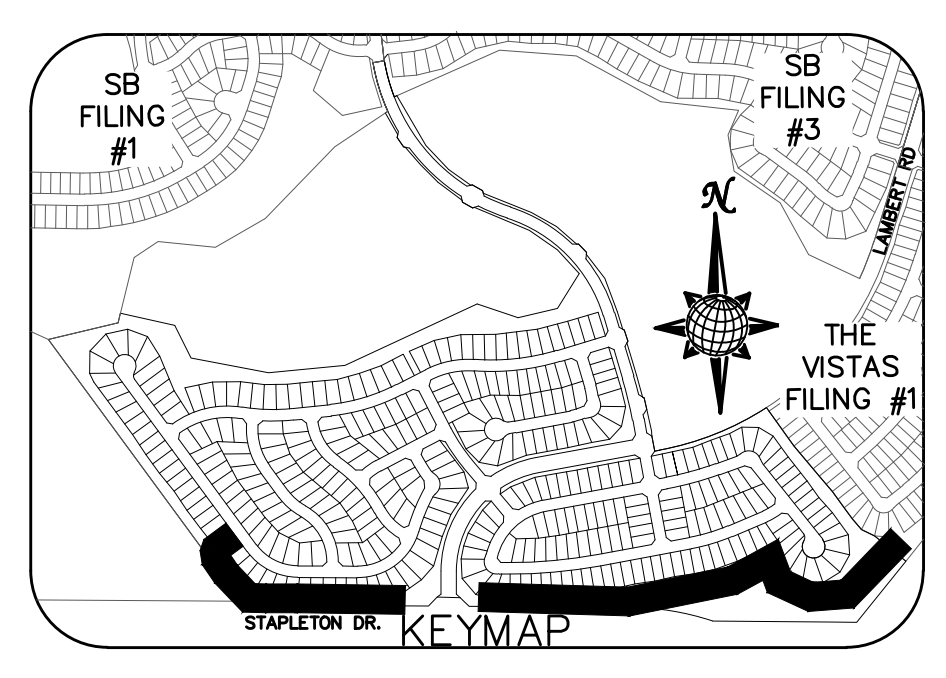 SB
FILING
#1
SB
FILING
#3
LAMBERT RD
N
THE
VISTAS
FILING #1
STAPLETON DR.
KEYMAP